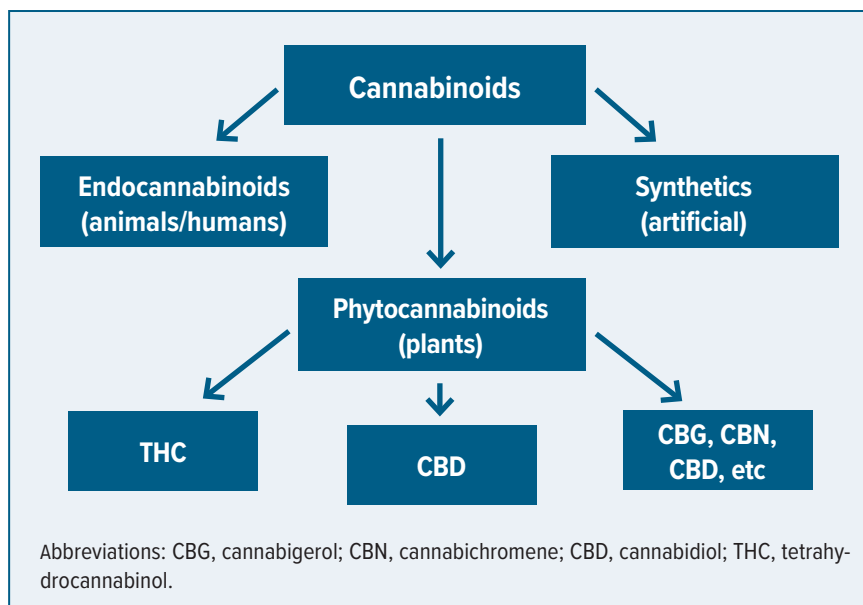 Cannabinoids
Endocannabinoids
(animals/humans)
Synthetics
(artificial)
Phytocannabinoids
(plants)
THC
CBD
CBG, CBN,
CBD, etc
Abbreviations: CBG, cannabigerol; CBN, cannabichromene; CBD, cannabidiol; THC, tetrahy-
drocannabinol.